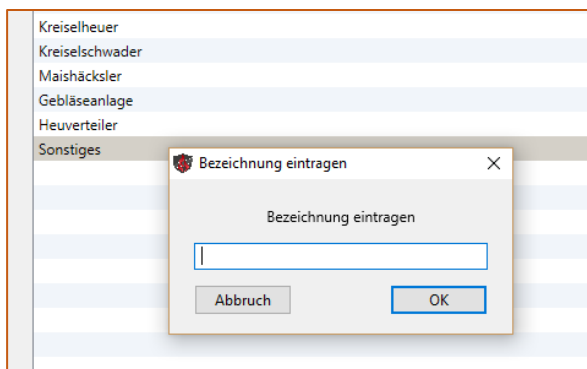 Kreiselheuer
Kreiselschwader
Maishäcksler
Gebläseanlage
Heuverteiler
Sonstiges
Bezeichnung eintragen
Bezeichnung eintragen
Abbruch
OK